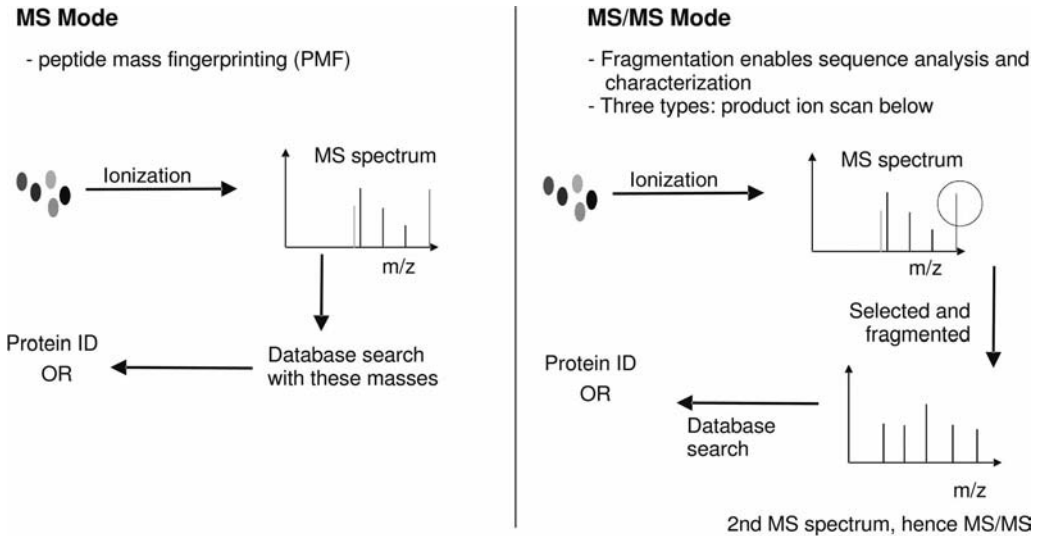 MS Mode
- peptide mass fingerprinting (PMF)
Ionization
MS spectrum
m/z
Database search
with these masses
Protein ID
OR
MS/MS Mode
- Fragmentation enables sequence analysis and
characterization
- Three types: product ion scan below
Ionization
MS spectrum
m/z
Selected and
fragmented
Protein ID
OR
Database
search
m/z
2nd MS spectrum, hence MS/MS